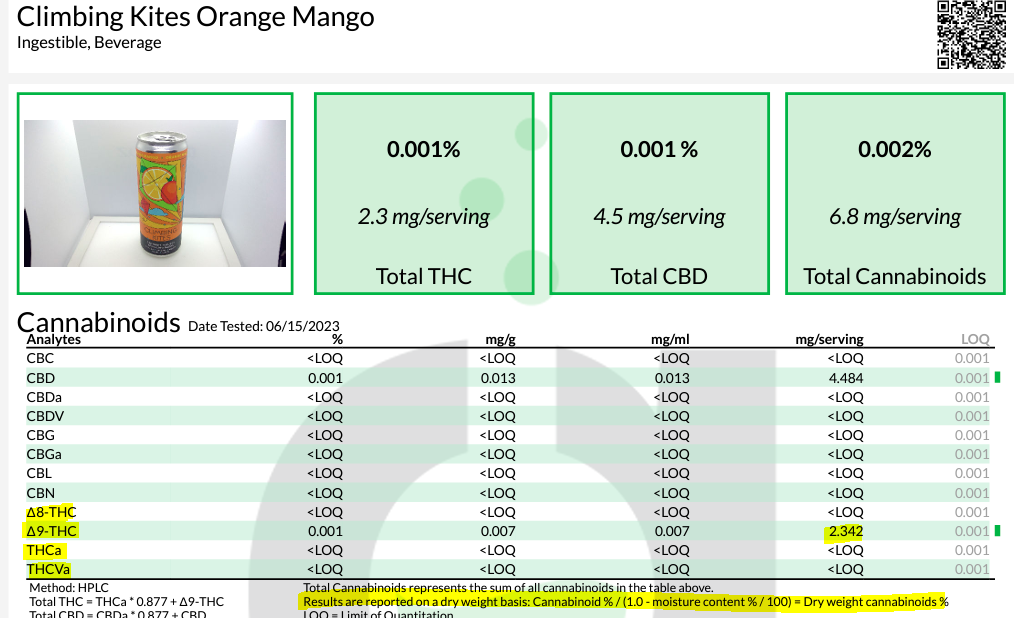 Climbing Kites Orange Mango
Ingestible, Beverage
0.001%
2.3 mg/serving
Total THC
0.001 %
4.5 mg/serving
Total CBD
0.002%
6.8 mg/serving
Total Cannabinoids
Cannabinoids Date Tested: 06/15/2023
Analytes % mg/g mg/ml mg/serving LOQ
CBC <LOQ <LOQ <LOQ <LOQ 0.001
CBD 0.001 0.013 0.013 4.484 0.001
CBDa <LOQ <LOQ <LOQ <LOQ 0.001
CBDV <LOQ <LOQ <LOQ <LOQ 0.001
CBG <LOQ <LOQ <LOQ <LOQ 0.001
CBGa <LOQ <LOQ <LOQ <LOQ 0.001
CBL <LOQ <LOQ <LOQ <LOQ 0.001
CBN <LOQ <LOQ <LOQ <LOQ 0.001
Δ8-THC <LOQ <LOQ <LOQ <LOQ 0.001
Δ9-THC 0.001 0.007 0.007 2.342 0.001
THCa <LOQ <LOQ <LOQ <LOQ 0.001
THCVa <LOQ <LOQ <LOQ <LOQ 0.001
Method: HPLC Total Cannabinoids represents the sum of all cannabinoids in the table above.
Total THC = THCa * 0.877 + Δ9-THC Results are reported on a dry weight basis: Cannabinoid % / (1.0 - moisture content % / 100) = Dry weight cannabinoids %
Total CBD = CBDa * 0.877 + CBD LOQ = Limit of Quantitation